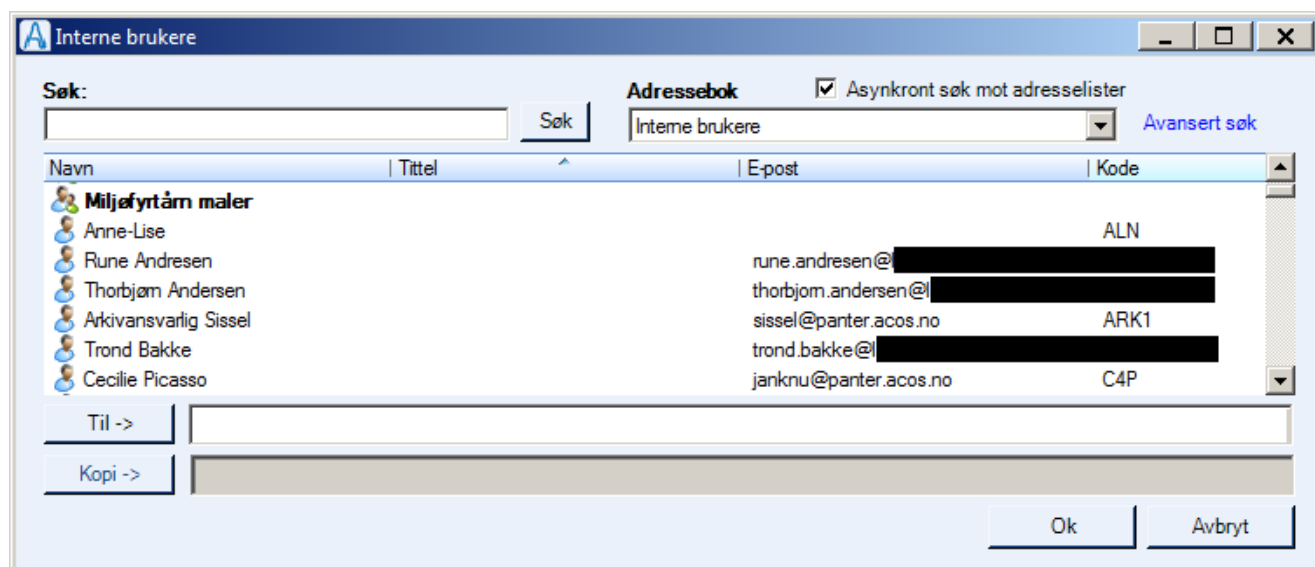 Interne brukere
Søk: Adressebok Asynkront søk mot adresselister
Søk Interne brukere Avansert søk
Navn Tittel E-post Kode
Miljøfyrtårn maler
Anne-Lise ALN
Rune Andresen rune.andresen@
Thorbjørn Andersen thorbjorn.andersen@
Arkivansvarlig Sissel sissel@panter.acos.no ARK1
Trond Bakke trond.bakke@
Cecilie Picasso janknu@panter.acos.no C4P
Til ->
Kopi ->
Ok Avbryt